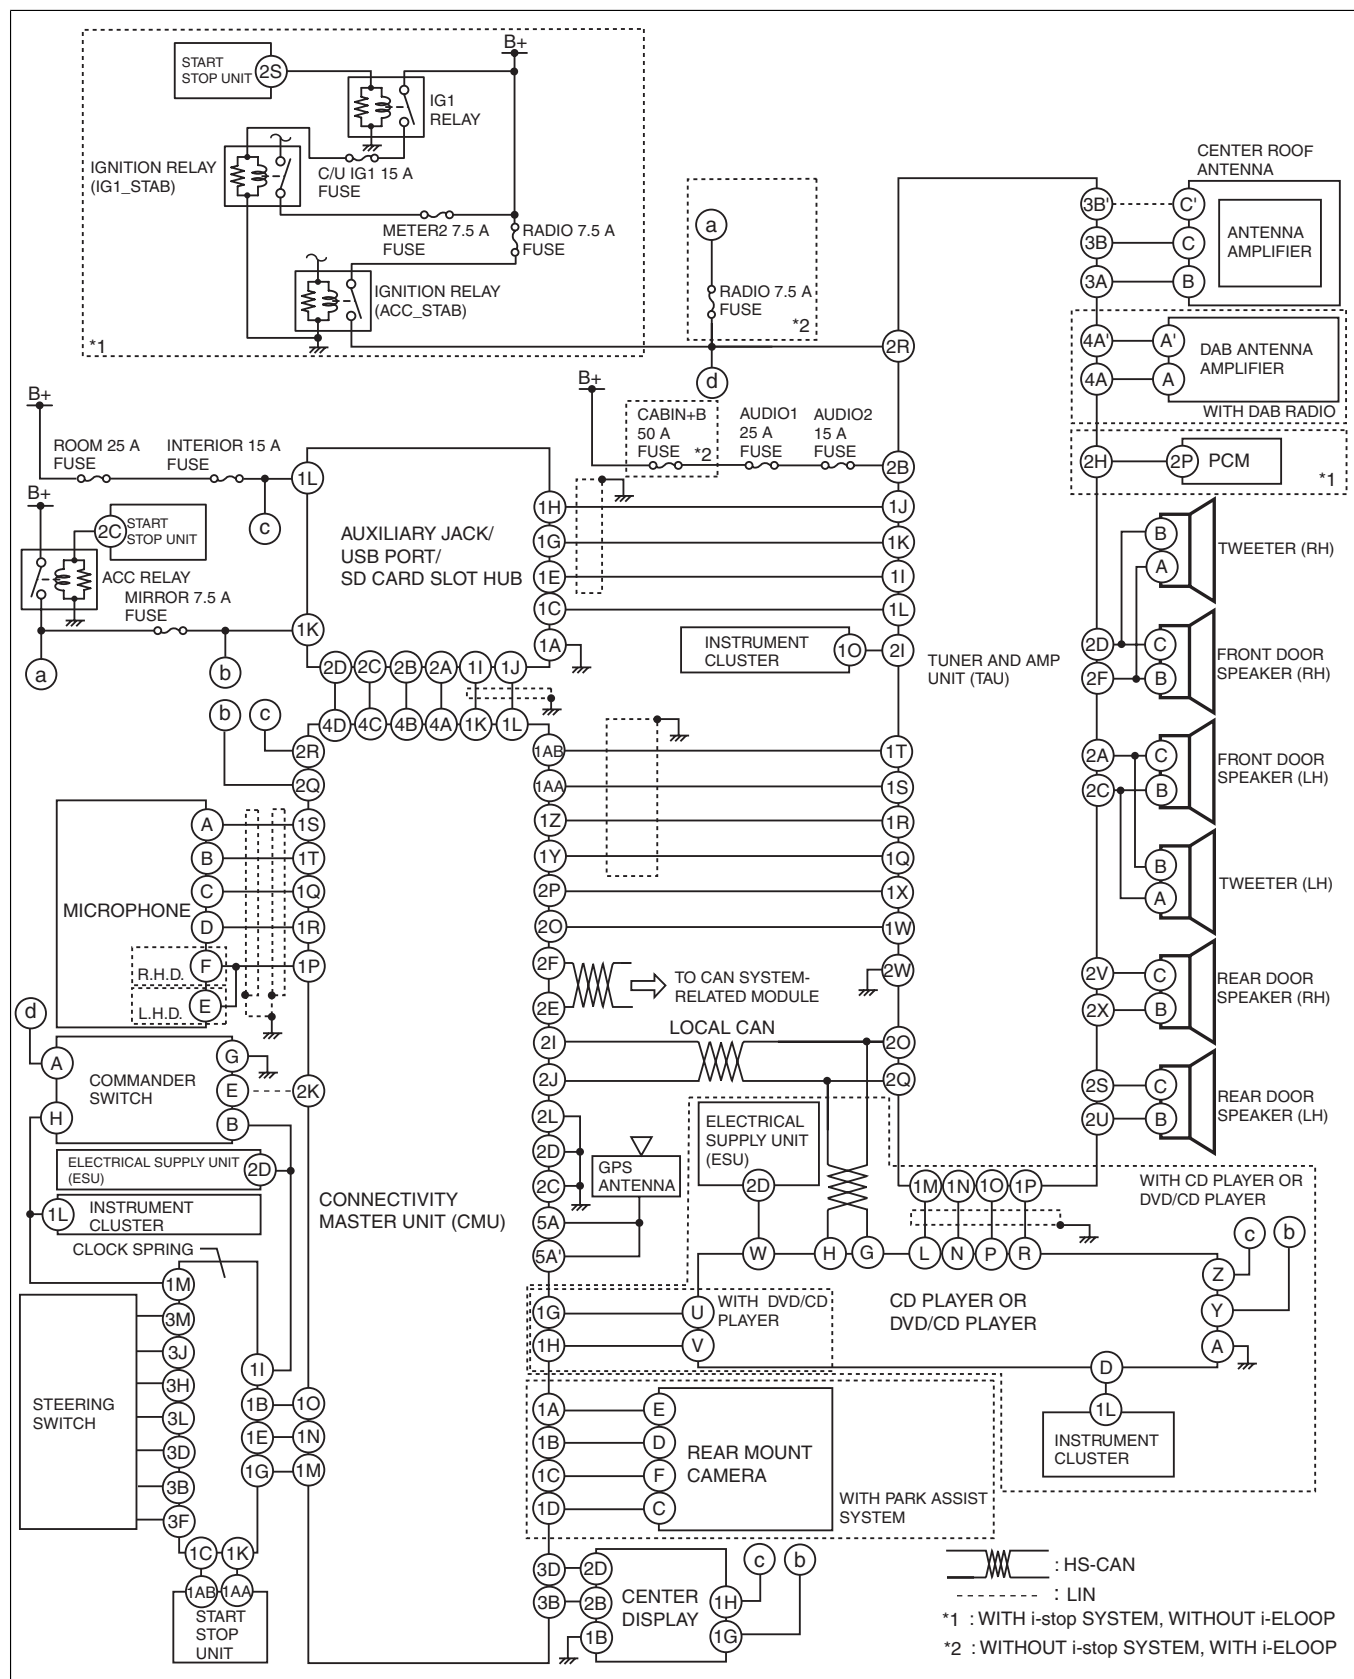 B+
START
STOP UNIT
2S
IG1
RELAY
IGNITION RELAY
(IG1_STAB)
C/U IG1 15 A
FUSE
METER2 7.5 A
FUSE
RADIO 7.5 A
FUSE
IGNITION RELAY
(ACC_STAB)
*1
a
RADIO 7.5 A
FUSE
*2
d
2R
CENTER ROOF
ANTENNA
3B'
C'
3B
C
3A
B
ANTENNA
AMPLIFIER
4A'
A'
4A
A
DAB ANTENNA
AMPLIFIER
WITH DAB RADIO
2H
2P
PCM
*1
B+
ROOM 25 A
FUSE
INTERIOR 15 A
FUSE
1L
c
B+
2C
START
STOP UNIT
ACC RELAY
MIRROR 7.5 A
FUSE
1K
a
b
AUXILIARY JACK/
USB PORT/
SD CARD SLOT HUB
1H
1G
1E
1C
1A
2D
2C
2B
2A
1I
1J
B+
CABIN+B
50 A
FUSE
*2
AUDIO1
25 A
FUSE
AUDIO2
15 A
FUSE
2B
1J
1K
1I
1L
INSTRUMENT
CLUSTER
1O
2I
TUNER AND AMP
UNIT (TAU)
B
A
TWEETER (RH)
2D
C
2F
B
FRONT DOOR
SPEAKER (RH)
2A
C
2C
B
FRONT DOOR
SPEAKER (LH)
B
A
TWEETER (LH)
2V
C
2X
B
REAR DOOR
SPEAKER (RH)
2S
C
2U
B
REAR DOOR
SPEAKER (LH)
b
c
4D
4C
4B
4A
1K
1L
2R
2Q
1AB
1T
1AA
1S
1Z
1R
1Y
1Q
2P
1X
2O
1W
2F
2W
2E
TO CAN SYSTEM-
RELATED MODULE
LOCAL CAN
2I
2O
2J
2Q
MICROPHONE
A
1S
B
1T
C
1Q
D
1R
R.H.D.
F
1P
L.H.D.
E
d
A
G
COMMANDER
SWITCH
E
2K
H
B
ELECTRICAL SUPPLY UNIT
(ESU)
2D
1L
INSTRUMENT
CLUSTER
CLOCK SPRING
CONNECTIVITY
MASTER UNIT (CMU)
2L
2D
2C
5A
5A'
GPS
ANTENNA
ELECTRICAL
SUPPLY UNIT
(ESU)
2D
1M
1N
1O
1P
WITH CD PLAYER OR
DVD/CD PLAYER
c
b
W
H
G
L
N
P
R
Z
Y
A
CD PLAYER OR
DVD/CD PLAYER
1G
U
1H
V
WITH DVD/CD
PLAYER
D
1L
INSTRUMENT
CLUSTER
STEERING
SWITCH
1M
3M
3J
3H
3L
3D
3B
3F
1I
1B
1O
1E
1N
1G
1M
1C
1K
1AB
1AA
START
STOP
UNIT
1A
E
1B
D
1C
F
1D
C
REAR MOUNT
CAMERA
WITH PARK ASSIST
SYSTEM
3D
2D
3B
2B
1B
CENTER
DISPLAY
1H
1G
c
b
: HS-CAN
: LIN
*1 : WITH i-stop SYSTEM, WITHOUT i-ELOOP
*2 : WITHOUT i-stop SYSTEM, WITH i-ELOOP